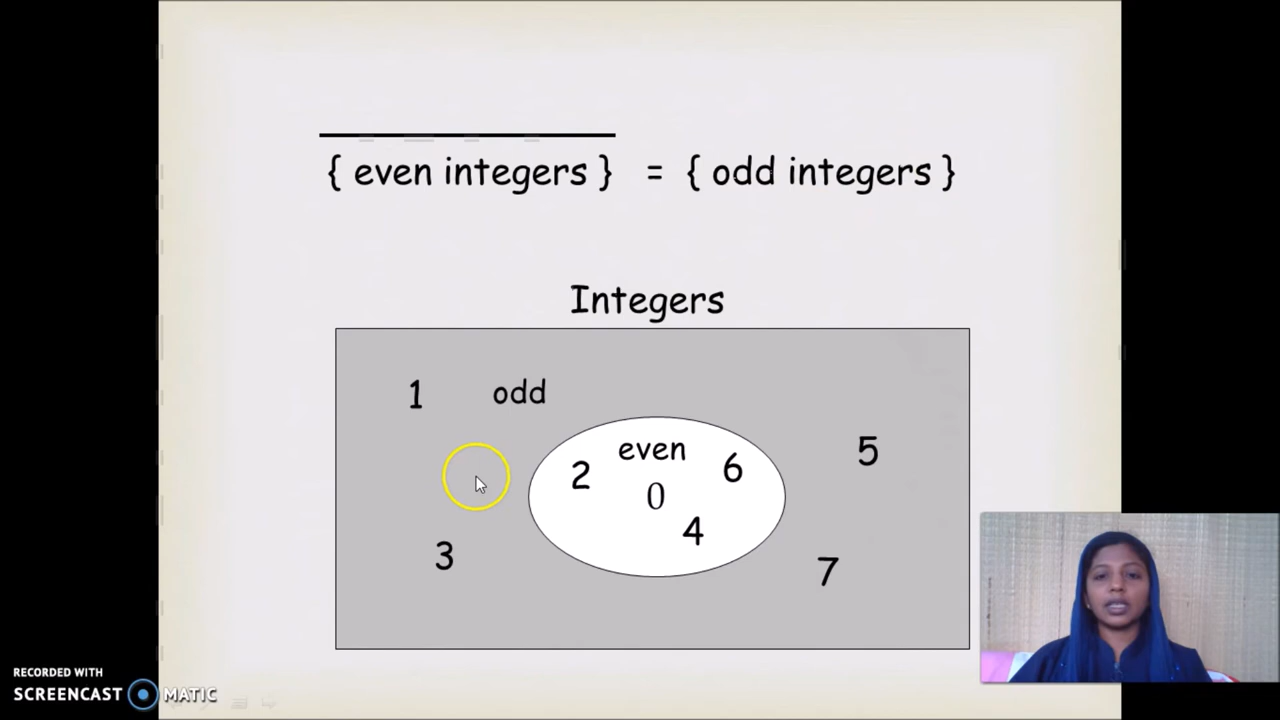 { even integers } = { odd integers }
Integers
1 odd
even
2 6 5
0
4
3 7
RECORDED WITH
SCREENCAST MATIC